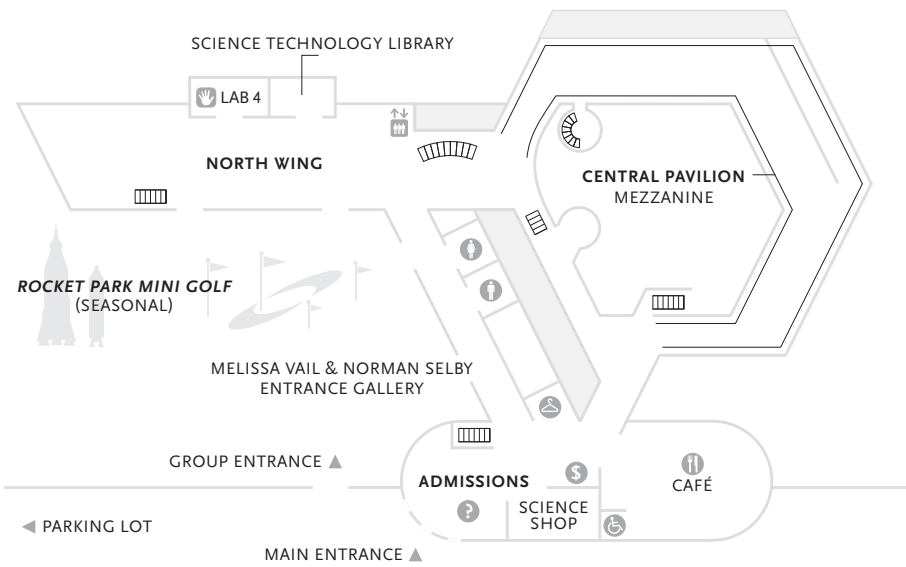 SCIENCE TECHNOLOGY LIBRARY
LAB 4
NORTH WING
CENTRAL PAVILION
MEZZANINE
ROCKET PARK MINI GOLF
(SEASONAL)
MELISSA VAIL & NORMAN SELBY
ENTRANCE GALLERY
GROUP ENTRANCE ▲
ADMISSIONS
$
CAFÉ
?
SCIENCE
SHOP
◀ PARKING LOT
MAIN ENTRANCE ▲